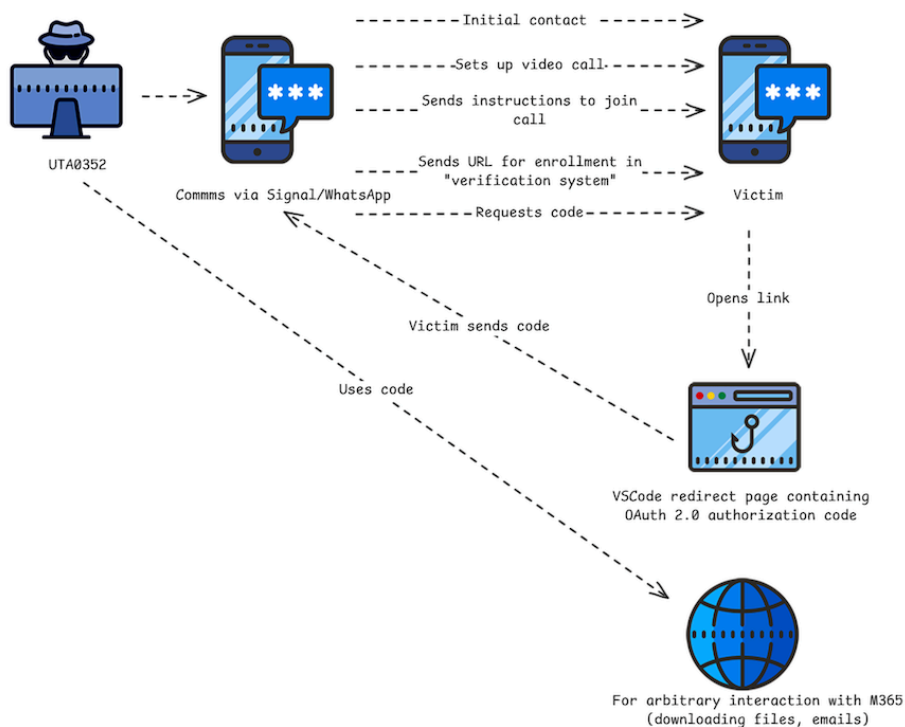 Initial contact
Sets up video call
Sends instructions to join
call
UTA0352
Sends URL for enrollment in
"verification system"
Commms via Signal/WhatsApp
Victim
Requests code
Opens link
Victim sends code
Uses code
VSCode redirect page containing
OAuth 2.0 authorization code
For arbitrary interaction with M365
(downloading files, emails)